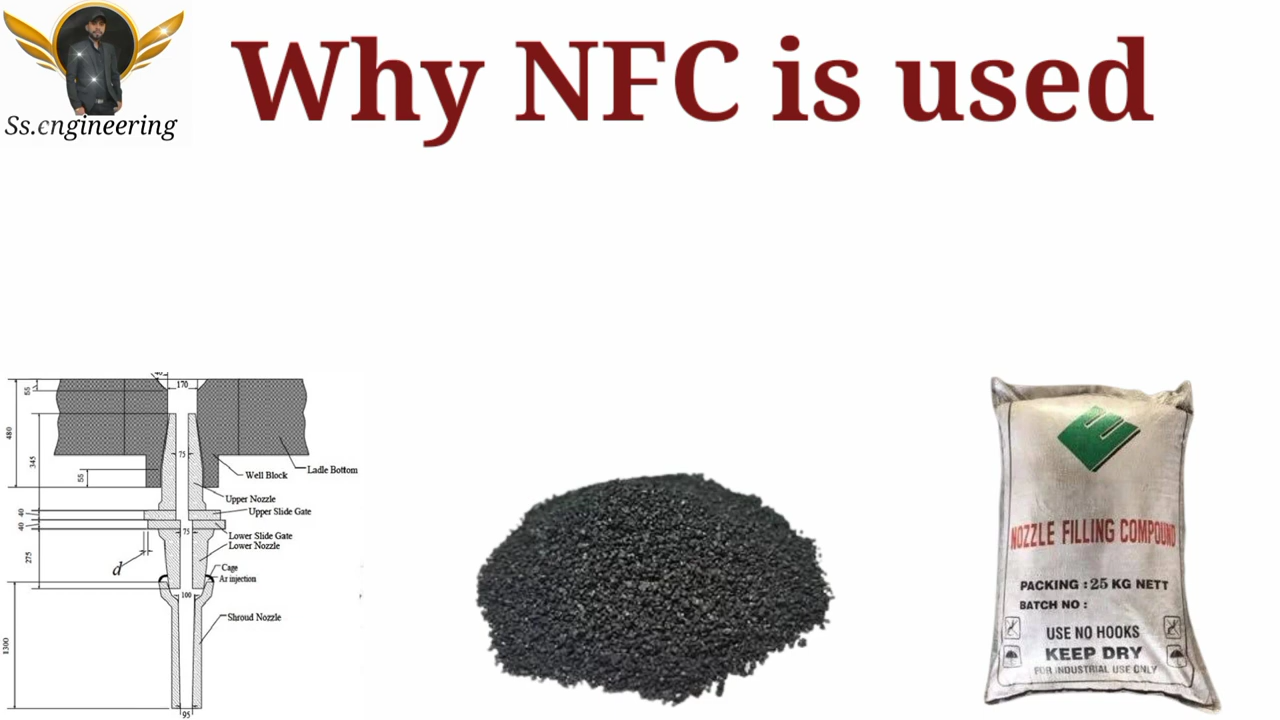 Why NFC is used
Ss.engineering
170
55
480
345
75
55
Ladle Bottom
Well Block
Upper Nozzle
Upper Slide Gate
40
40
75
Lower Slide Gate
Lower Nozzle
275
d
Cage
Ar injection
100
Shroud Nozzle
1300
95
NOZZLE FILLING COMPOUND
PACKING : 25 KG NETT
BATCH NO :
USE NO HOOKS
KEEP DRY
FOR INDUSTRIAL USE ONLY